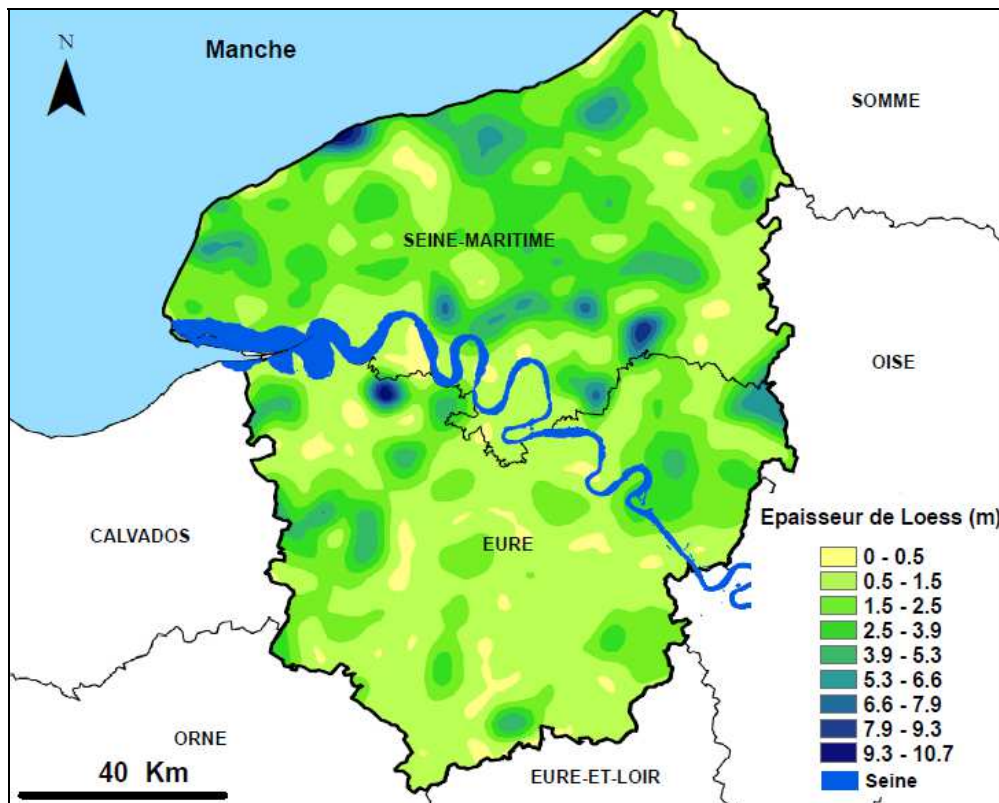 N
Manche
SOMME
SEINE-MARITIME
OISE
CALVADOS
EURE
Epaisseur de Loess (m)
0 - 0.5
0.5 - 1.5
1.5 - 2.5
2.5 - 3.9
3.9 - 5.3
5.3 - 6.6
6.6 - 7.9
7.9 - 9.3
9.3 - 10.7
Seine
ORNE
40 Km
EURE-ET-LOIR